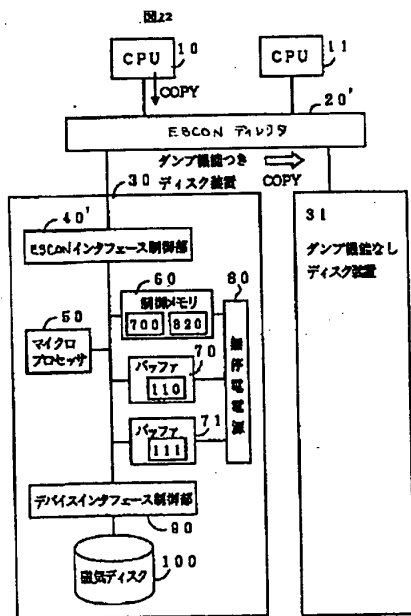 図22
10
11
CPU
CPU
COPY
20'
ESCON ディレクタ
ダンプ機能つき
30
ディスク装置
COPY
40'
31
ESCONインタフェース制御部
ダンプ機能なし
ディスク装置
60
80
制御メモリ
50
700
820
マイクロ
プロセッサ
70
バッファ
110
無停電電源
71
バッファ
111
デバイスインタフェース制御部
90
100
磁気ディスク